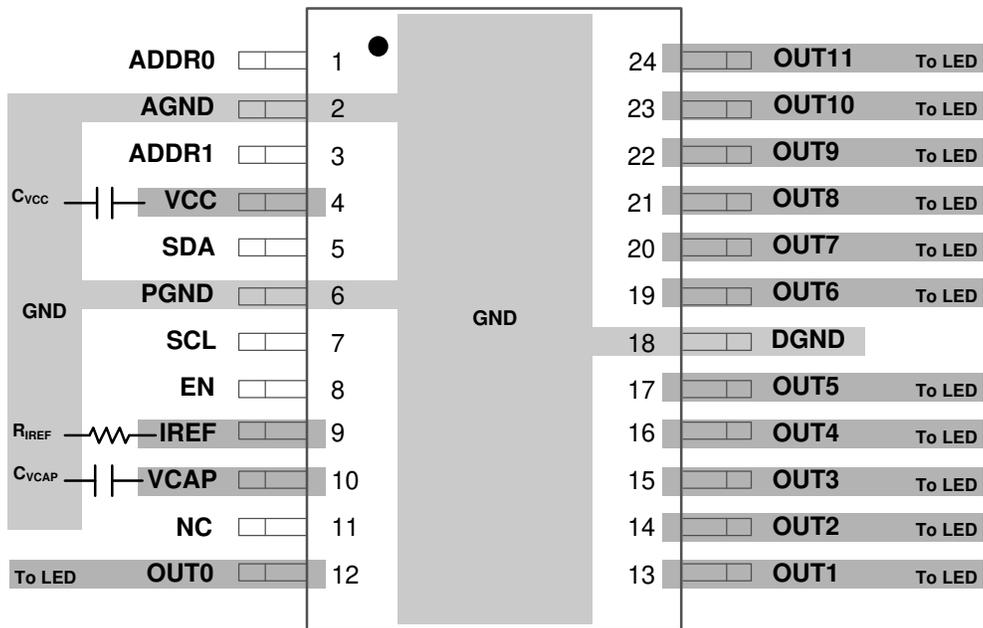 ADDR0 1 24 OUT11 To LED
AGND 2 23 OUT10 To LED
ADDR1 3 22 OUT9 To LED
CVCC VCC 4 21 OUT8 To LED
SDA 5 20 OUT7 To LED
PGND 6 19 OUT6 To LED
GND GND
SCL 7 18 DGND
EN 8 17 OUT5 To LED
RIREF IREF 9 16 OUT4 To LED
CVCAP VCAP 10 15 OUT3 To LED
NC 11 14 OUT2 To LED
To LED OUT0 12 13 OUT1 To LED